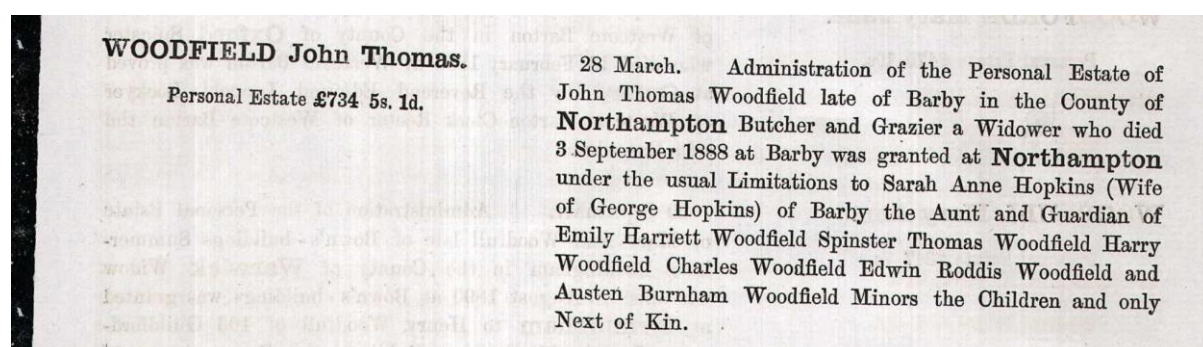 WOODFIELD John Thomas.
Personal Estate £734 5s. 1d.
28 March. Administration of the Personal Estate of
John Thomas Woodfield late of Barby in the County of
Northampton Butcher and Grazier a Widower who died
3 September 1888 at Barby was granted at Northampton
under the usual Limitations to Sarah Anne Hopkins (Wife
of George Hopkins) of Barby the Aunt and Guardian of
Emily Harriett Woodfield Spinster Thomas Woodfield Harry
Woodfield Charles Woodfield Edwin Roddis Woodfield and
Austen Burnham Woodfield Minors the Children and only
Next of Kin.